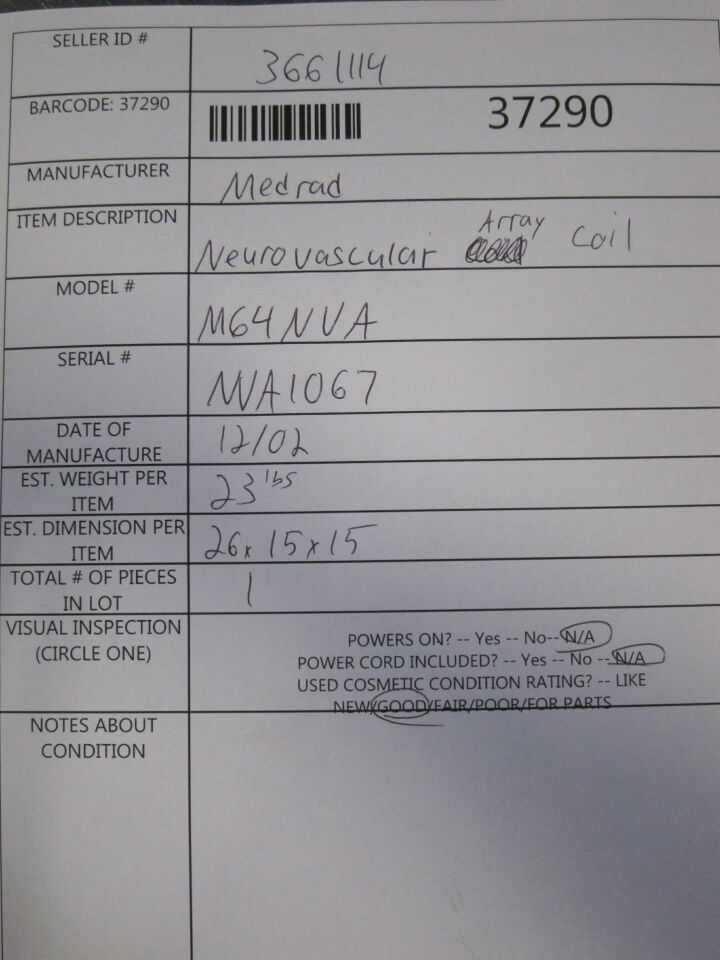 SELLER ID # 3661114
BARCODE: 37290 37290
MANUFACTURER Medrad
ITEM DESCRIPTION Neurovascular Array Coil
MODEL # M64NVA
SERIAL # NVA1067
DATE OF
MANUFACTURE 12/02
EST. WEIGHT PER
ITEM 23 lbs
EST. DIMENSION PER
ITEM 26x 15x15
TOTAL # OF PIECES
IN LOT 1
VISUAL INSPECTION
(CIRCLE ONE)
POWERS ON? -- Yes -- No--N/A
POWER CORD INCLUDED? -- Yes -- No --N/A
USED COSMETIC CONDITION RATING? -- LIKE
NEW/GOOD/FAIR/POOR/FOR PARTS
NOTES ABOUT
CONDITION